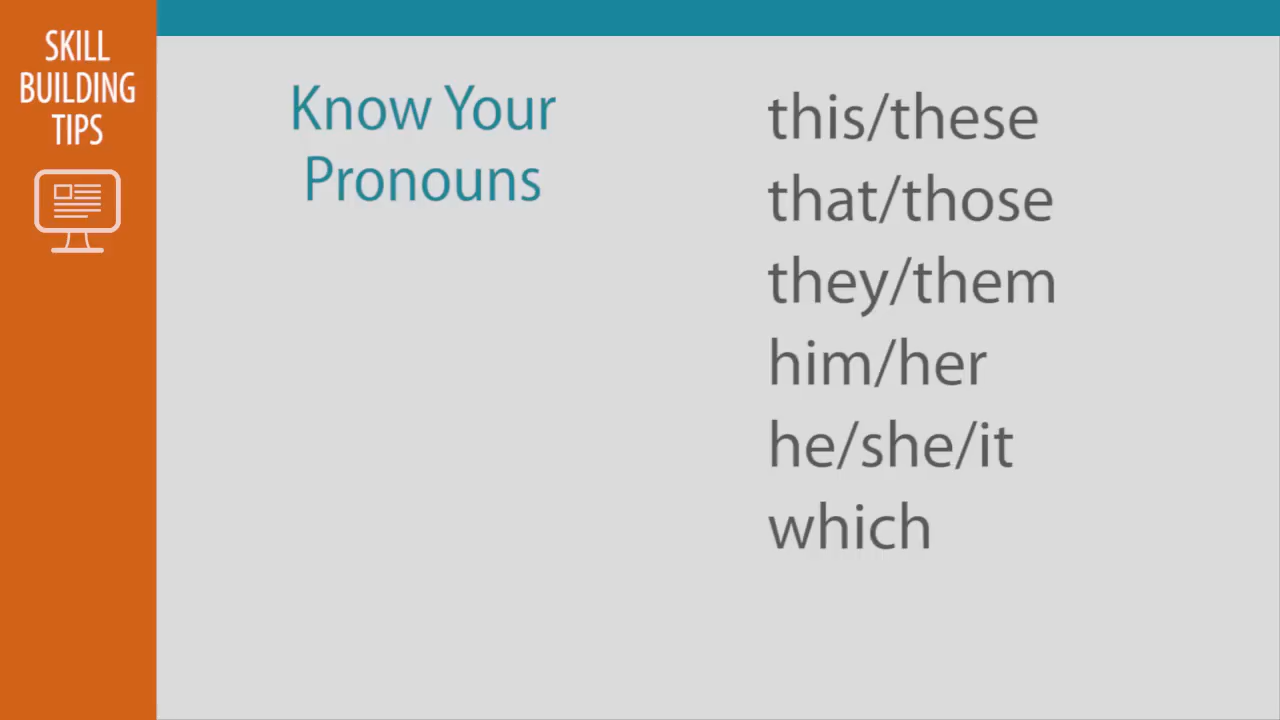 SKILL
BUILDING
TIPS
Know Your
Pronouns
this/these
that/those
they/them
him/her
he/she/it
which